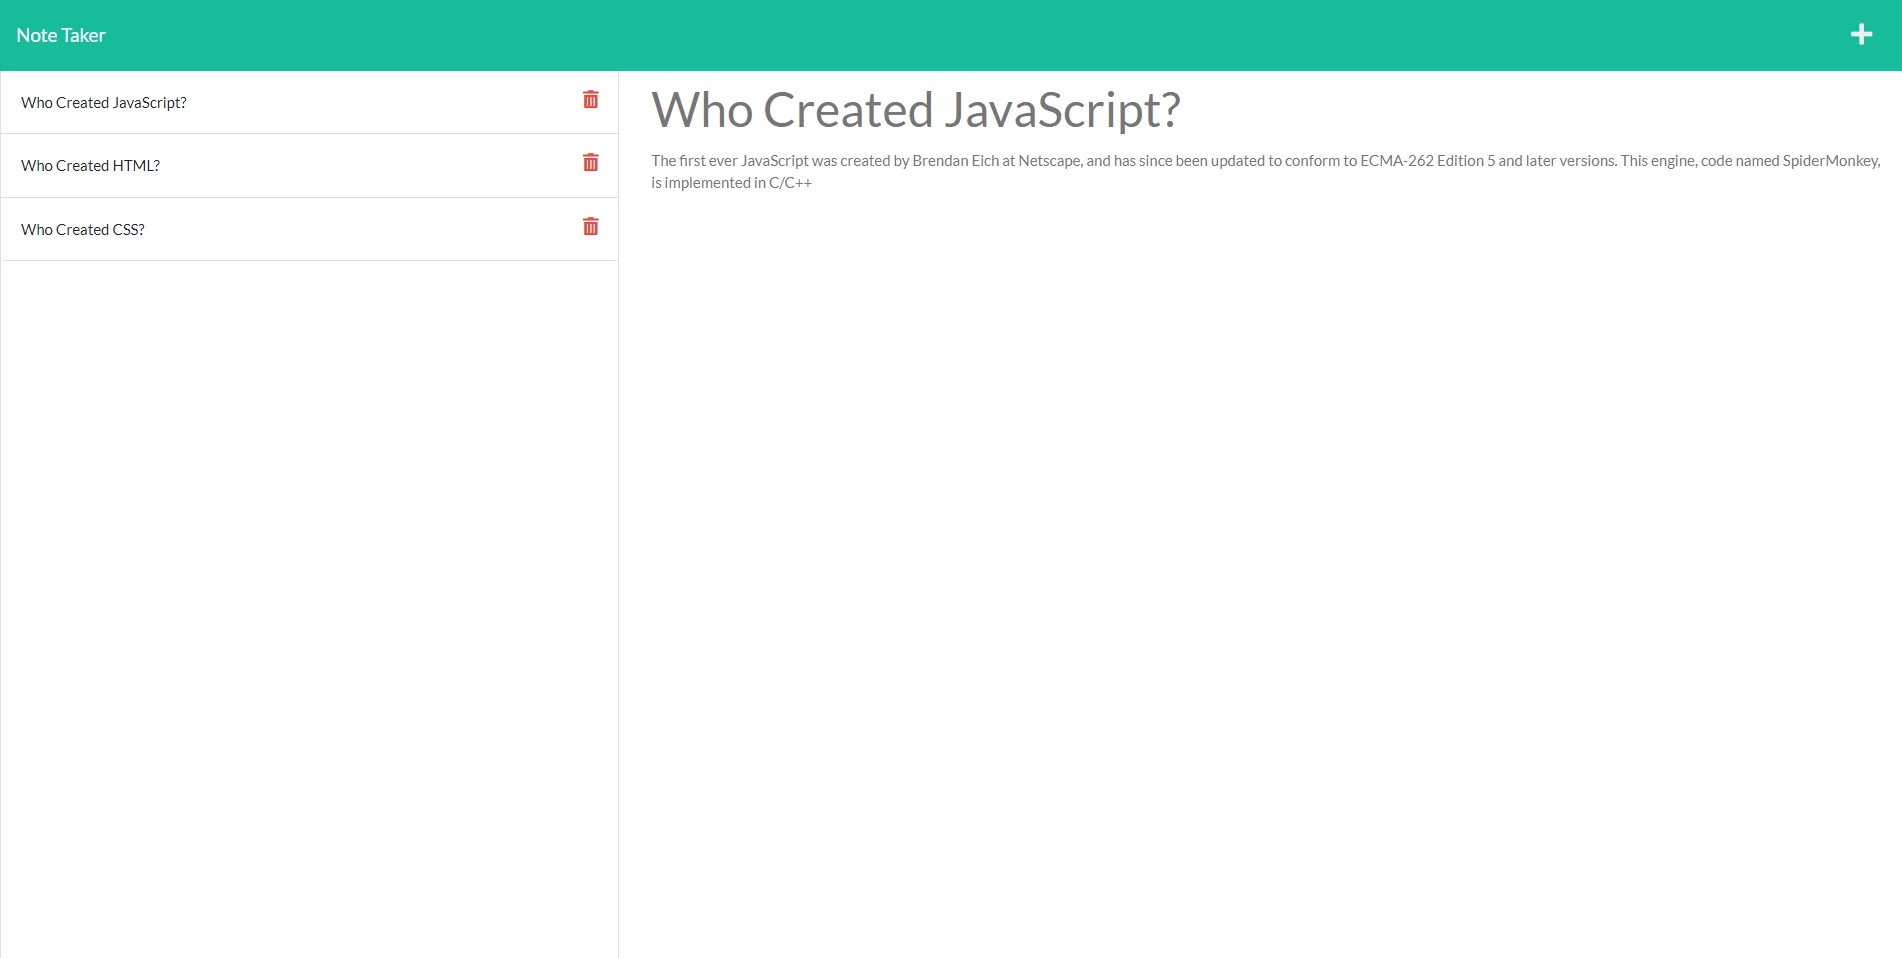 Note Taker
Who Created JavaScript?
Who Created HTML?
Who Created CSS?
Who Created JavaScript?
The first ever JavaScript was created by Brendan Eich at Netscape, and has since been updated to conform to ECMA-262 Edition 5 and later versions. This engine, code named SpiderMonkey,
is implemented in C/C++